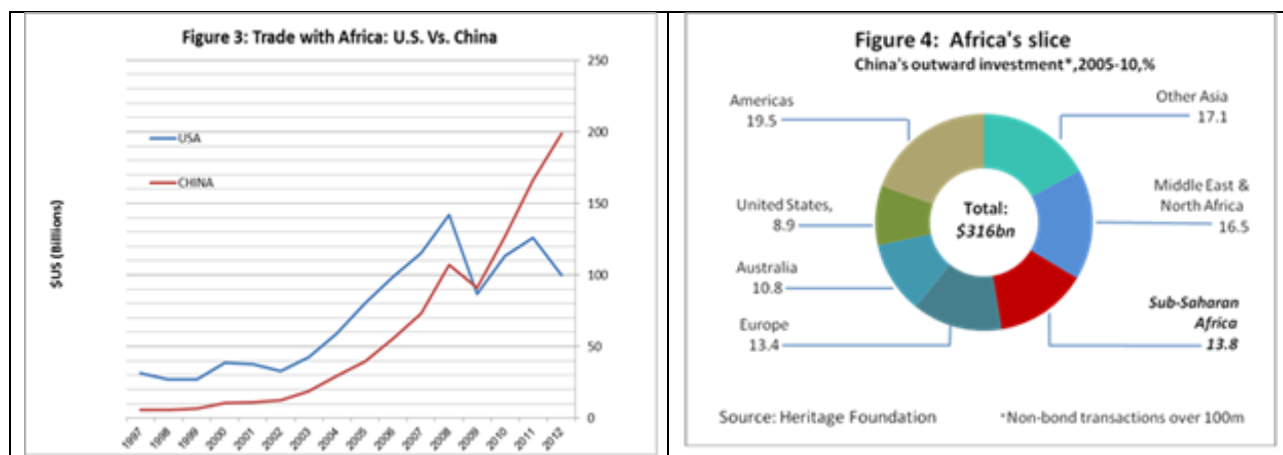 Figure 3: Trade with Africa: U.S. Vs. China
250
200
150
100
50
0
$US (Billions)
USA
CHINA
1997
1998
1999
2000
2001
2002
2003
2004
2005
2006
2007
2008
2009
2010
2011
2012
Figure 4: Africa's slice
China's outward investment*,2005-10,%
Americas
19.5
Other Asia
17.1
United States,
8.9
Middle East &
North Africa
16.5
Total:
$316bn
Australia
10.8
Europe
13.4
Sub-Saharan
Africa
13.8
Source: Heritage Foundation
*Non-bond transactions over 100m